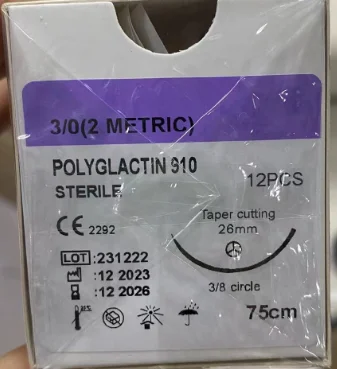 3/0(2 METRIC)
POLYGLACTIN 910
STERILE
12PCS
CE 2292
Taper cutting
26mm
LOT :231222
:12 2023
:12 2026
3/8 circle
75cm